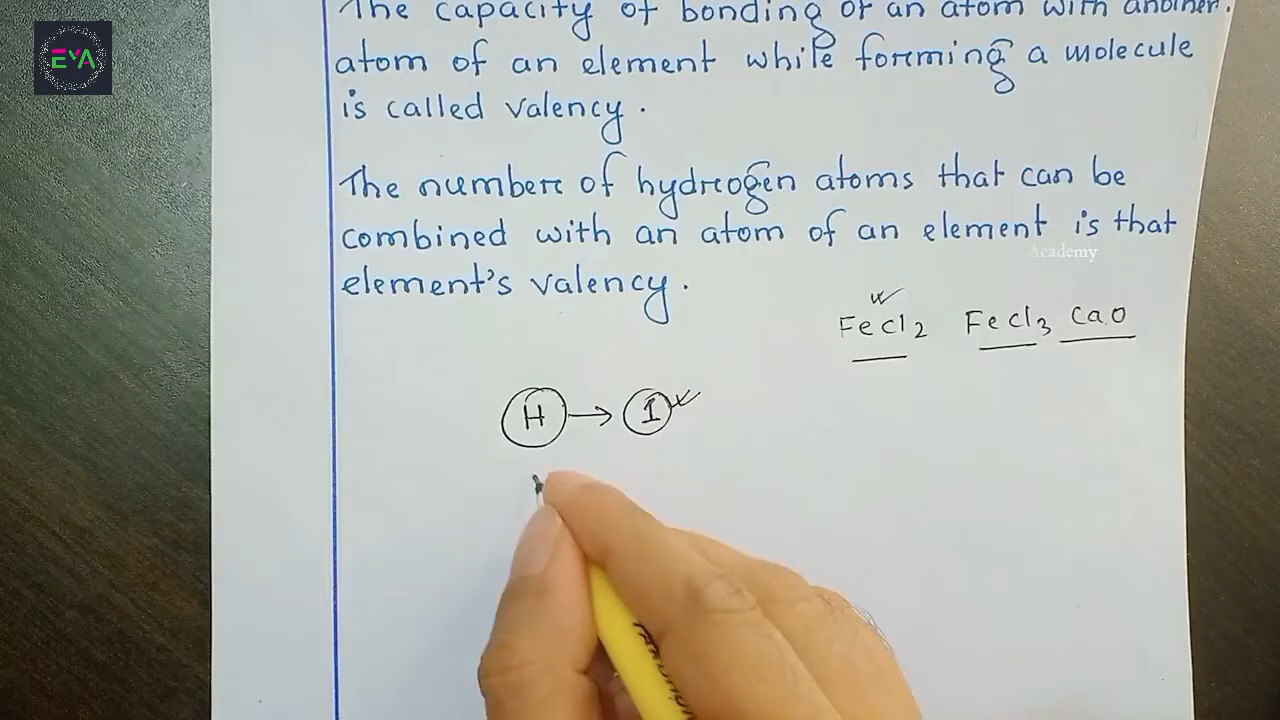 EVA
The capacity of bonding of an atom with another.
atom of an element while forming a molecule
is called valency.
The number of hydrogen atoms that can be
combined with an atom of an element is that
Academy
element's valency.
FeCl2 FeCl3 CaO
H → I